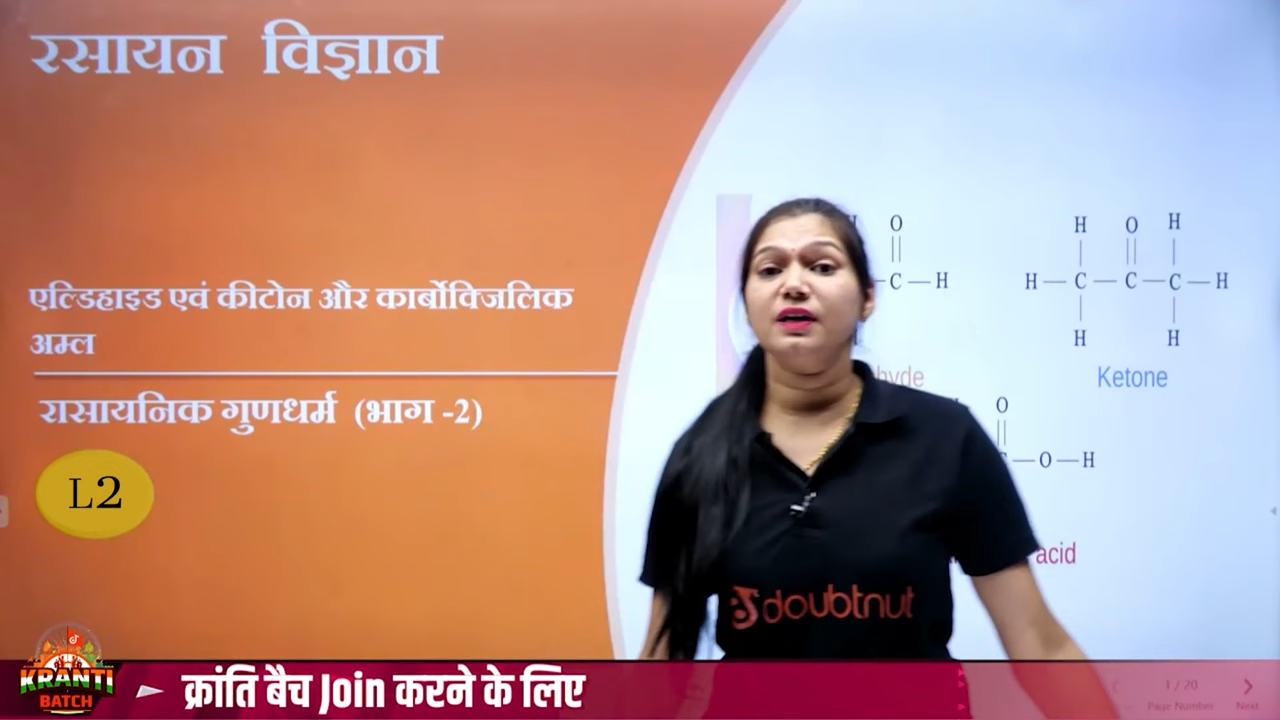 रसायन विज्ञान
एल्डिहाइड एवं कीटोन और कार्बोक्जिलिक
अम्ल
रासायनिक गुणधर्म (भाग -2)
L2
O
C—H
H O H
H—C—C—C—H
H H
Ketone
O
—O—H
acid
doubtnut
KRANTI
BATCH
क्रांति बैच Join करने के लिए
1 / 20
Page Number
Next